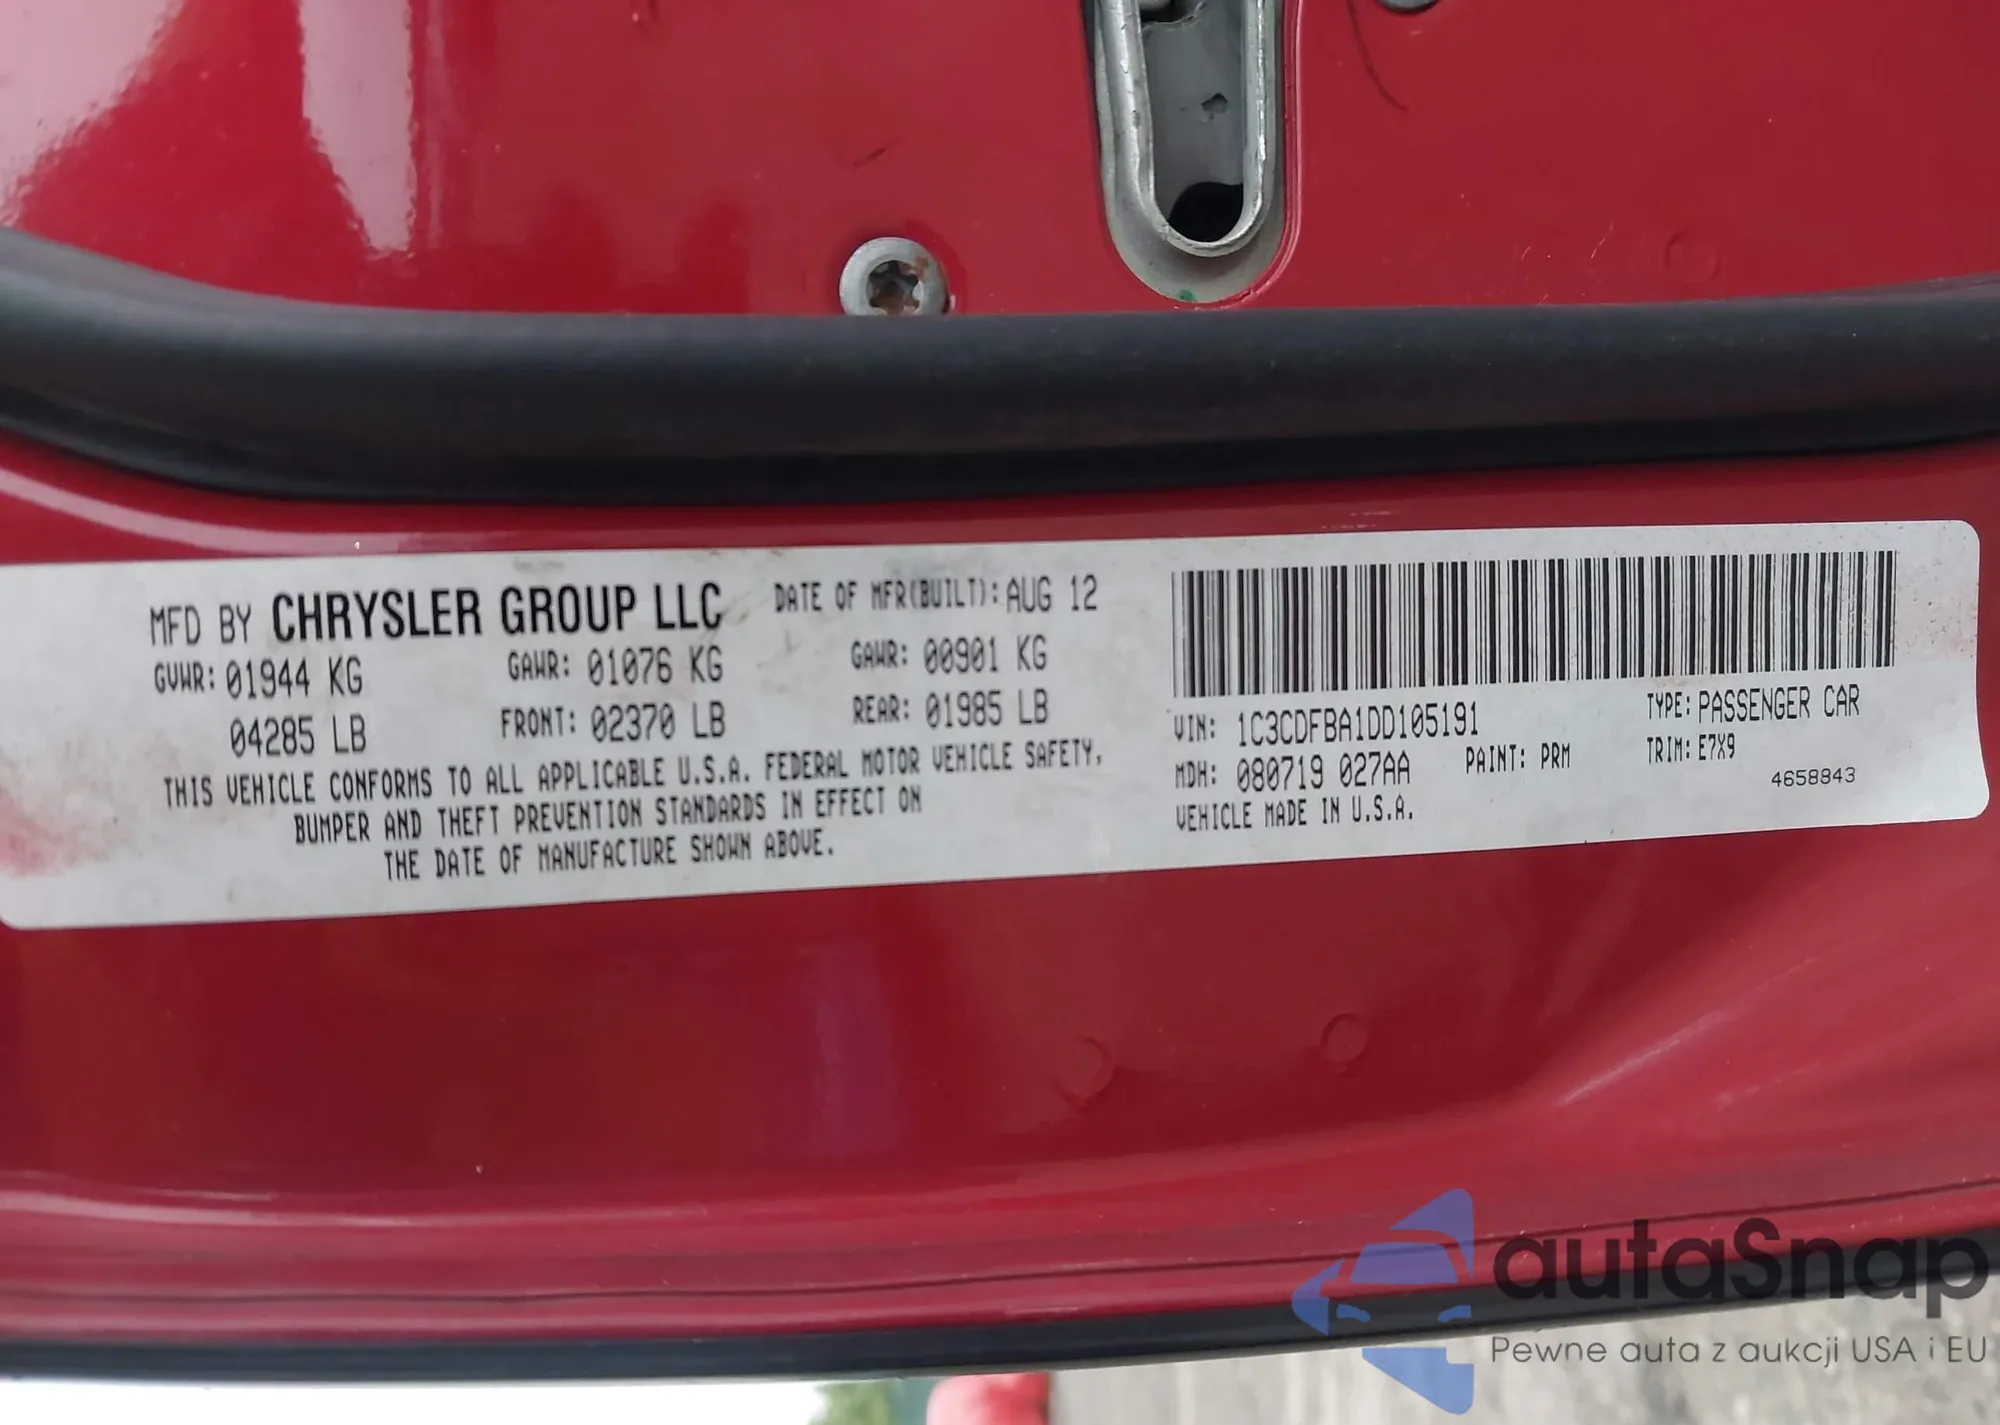 MFD BY CHRYSLER GROUP LLC DATE OF MFR(BUILT): AUG 12
GVWR: 01944 KG GAWR: 01076 KG GAWR: 00901 KG
04285 LB FRONT: 02370 LB REAR: 01985 LB
THIS VEHICLE CONFORMS TO ALL APPLICABLE U.S.A. FEDERAL MOTOR VEHICLE SAFETY,
BUMPER AND THEFT PREVENTION STANDARDS IN EFFECT ON
THE DATE OF MANUFACTURE SHOWN ABOVE.
VIN: 1C3CDFBA1DD105191 TYPE: PASSENGER CAR
MDH: 080719 027AA PAINT: PRM TRIM: E7X9
VEHICLE MADE IN U.S.A. 4658843
autaSnap
Pewne auta z aukcji USA i EU